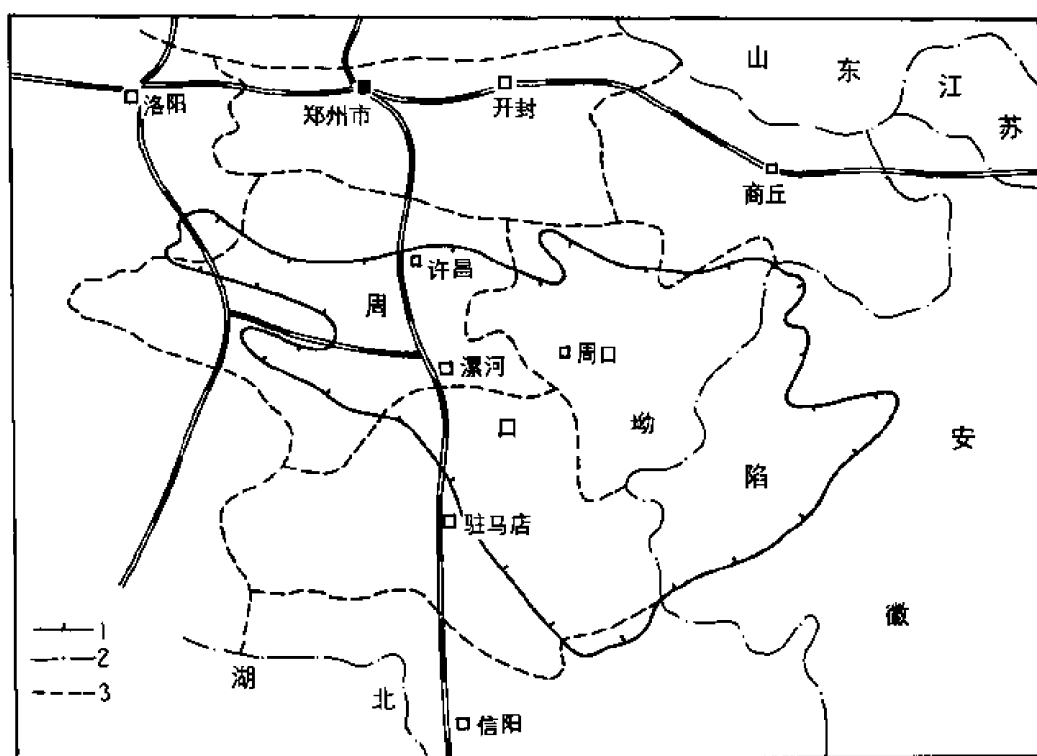 山 东 江 苏
洛阳
郑州市
开封
商丘
许昌
周 口 坳 陷
漯河
周口
安 徽
驻马店
1
2
3
湖 北
信阳